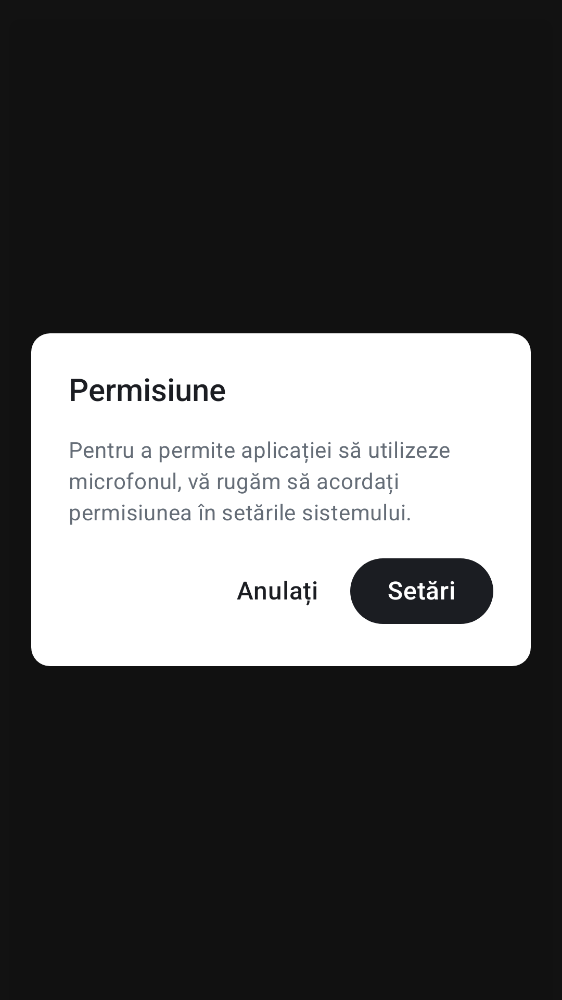 Permisiune
Pentru a permite aplicației să utilizeze
microfonul, vă rugăm să acordați
permisiunea în setările sistemului.
Anulați
Setări